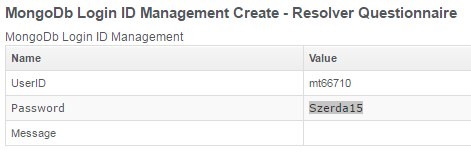 MongoDb Login ID Management Create - Resolver Questionnaire
MongoDb Login ID Management
Name Value
UserID mt66710
Password Szerda15
Message